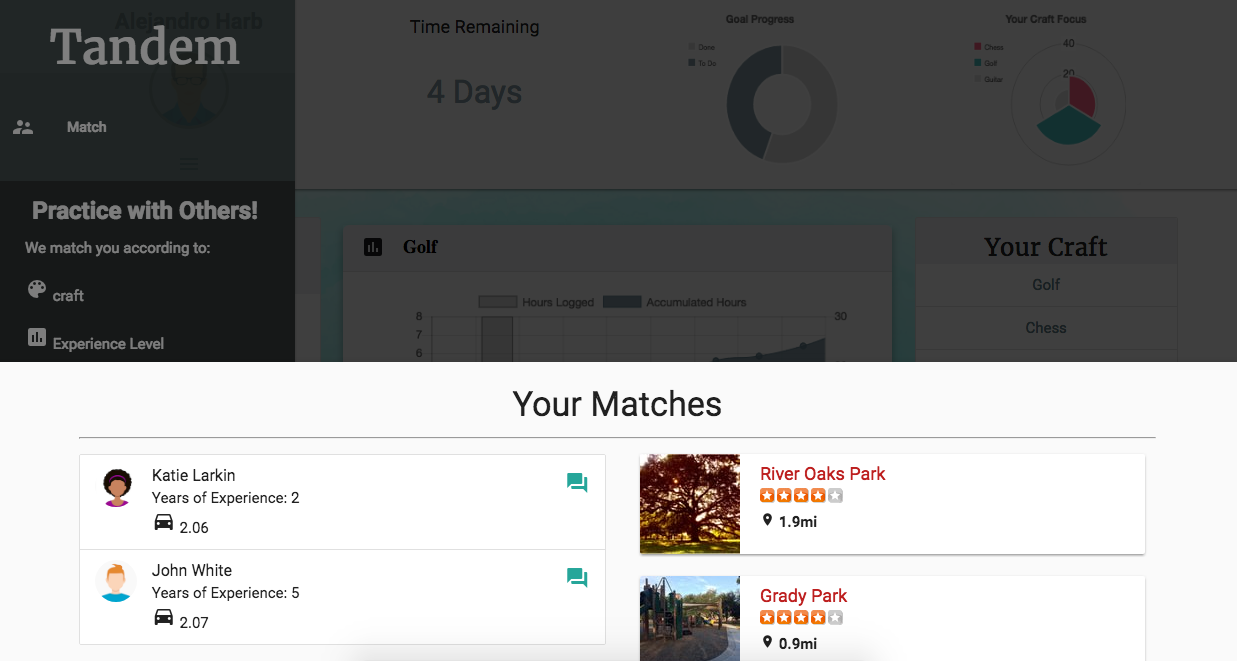 Alejandro Harb
Tandem
Match
Practice with Others!
We match you according to:
craft
Experience Level
Time Remaining
4 Days
Goal Progress
Done
To Do
Your Craft Focus
Chess
Golf
Guitar
40
20
Golf
Hours Logged
Accumulated Hours
8
7
6
30
Your Craft
Golf
Chess
Your Matches
Katie Larkin
Years of Experience: 2
2.06
John White
Years of Experience: 5
2.07
River Oaks Park
1.9mi
Grady Park
0.9mi